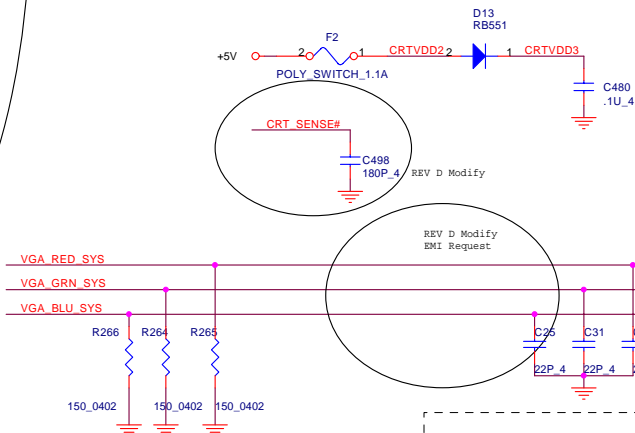 D13
RB551
F2
+5V
2
1
CRTVDD2
2
1
CRTVDD3
POLY_SWITCH_1.1A
C480
.1U_4
CRT_SENSE#
C498
180P_4
REV D Modify
REV D Modify
EMI Request
VGA_RED_SYS
VGA_GRN_SYS
VGA_BLU_SYS
R266
R264
R265
C25
C31
22P_4
22P_4
150_0402
150_0402
150_0402